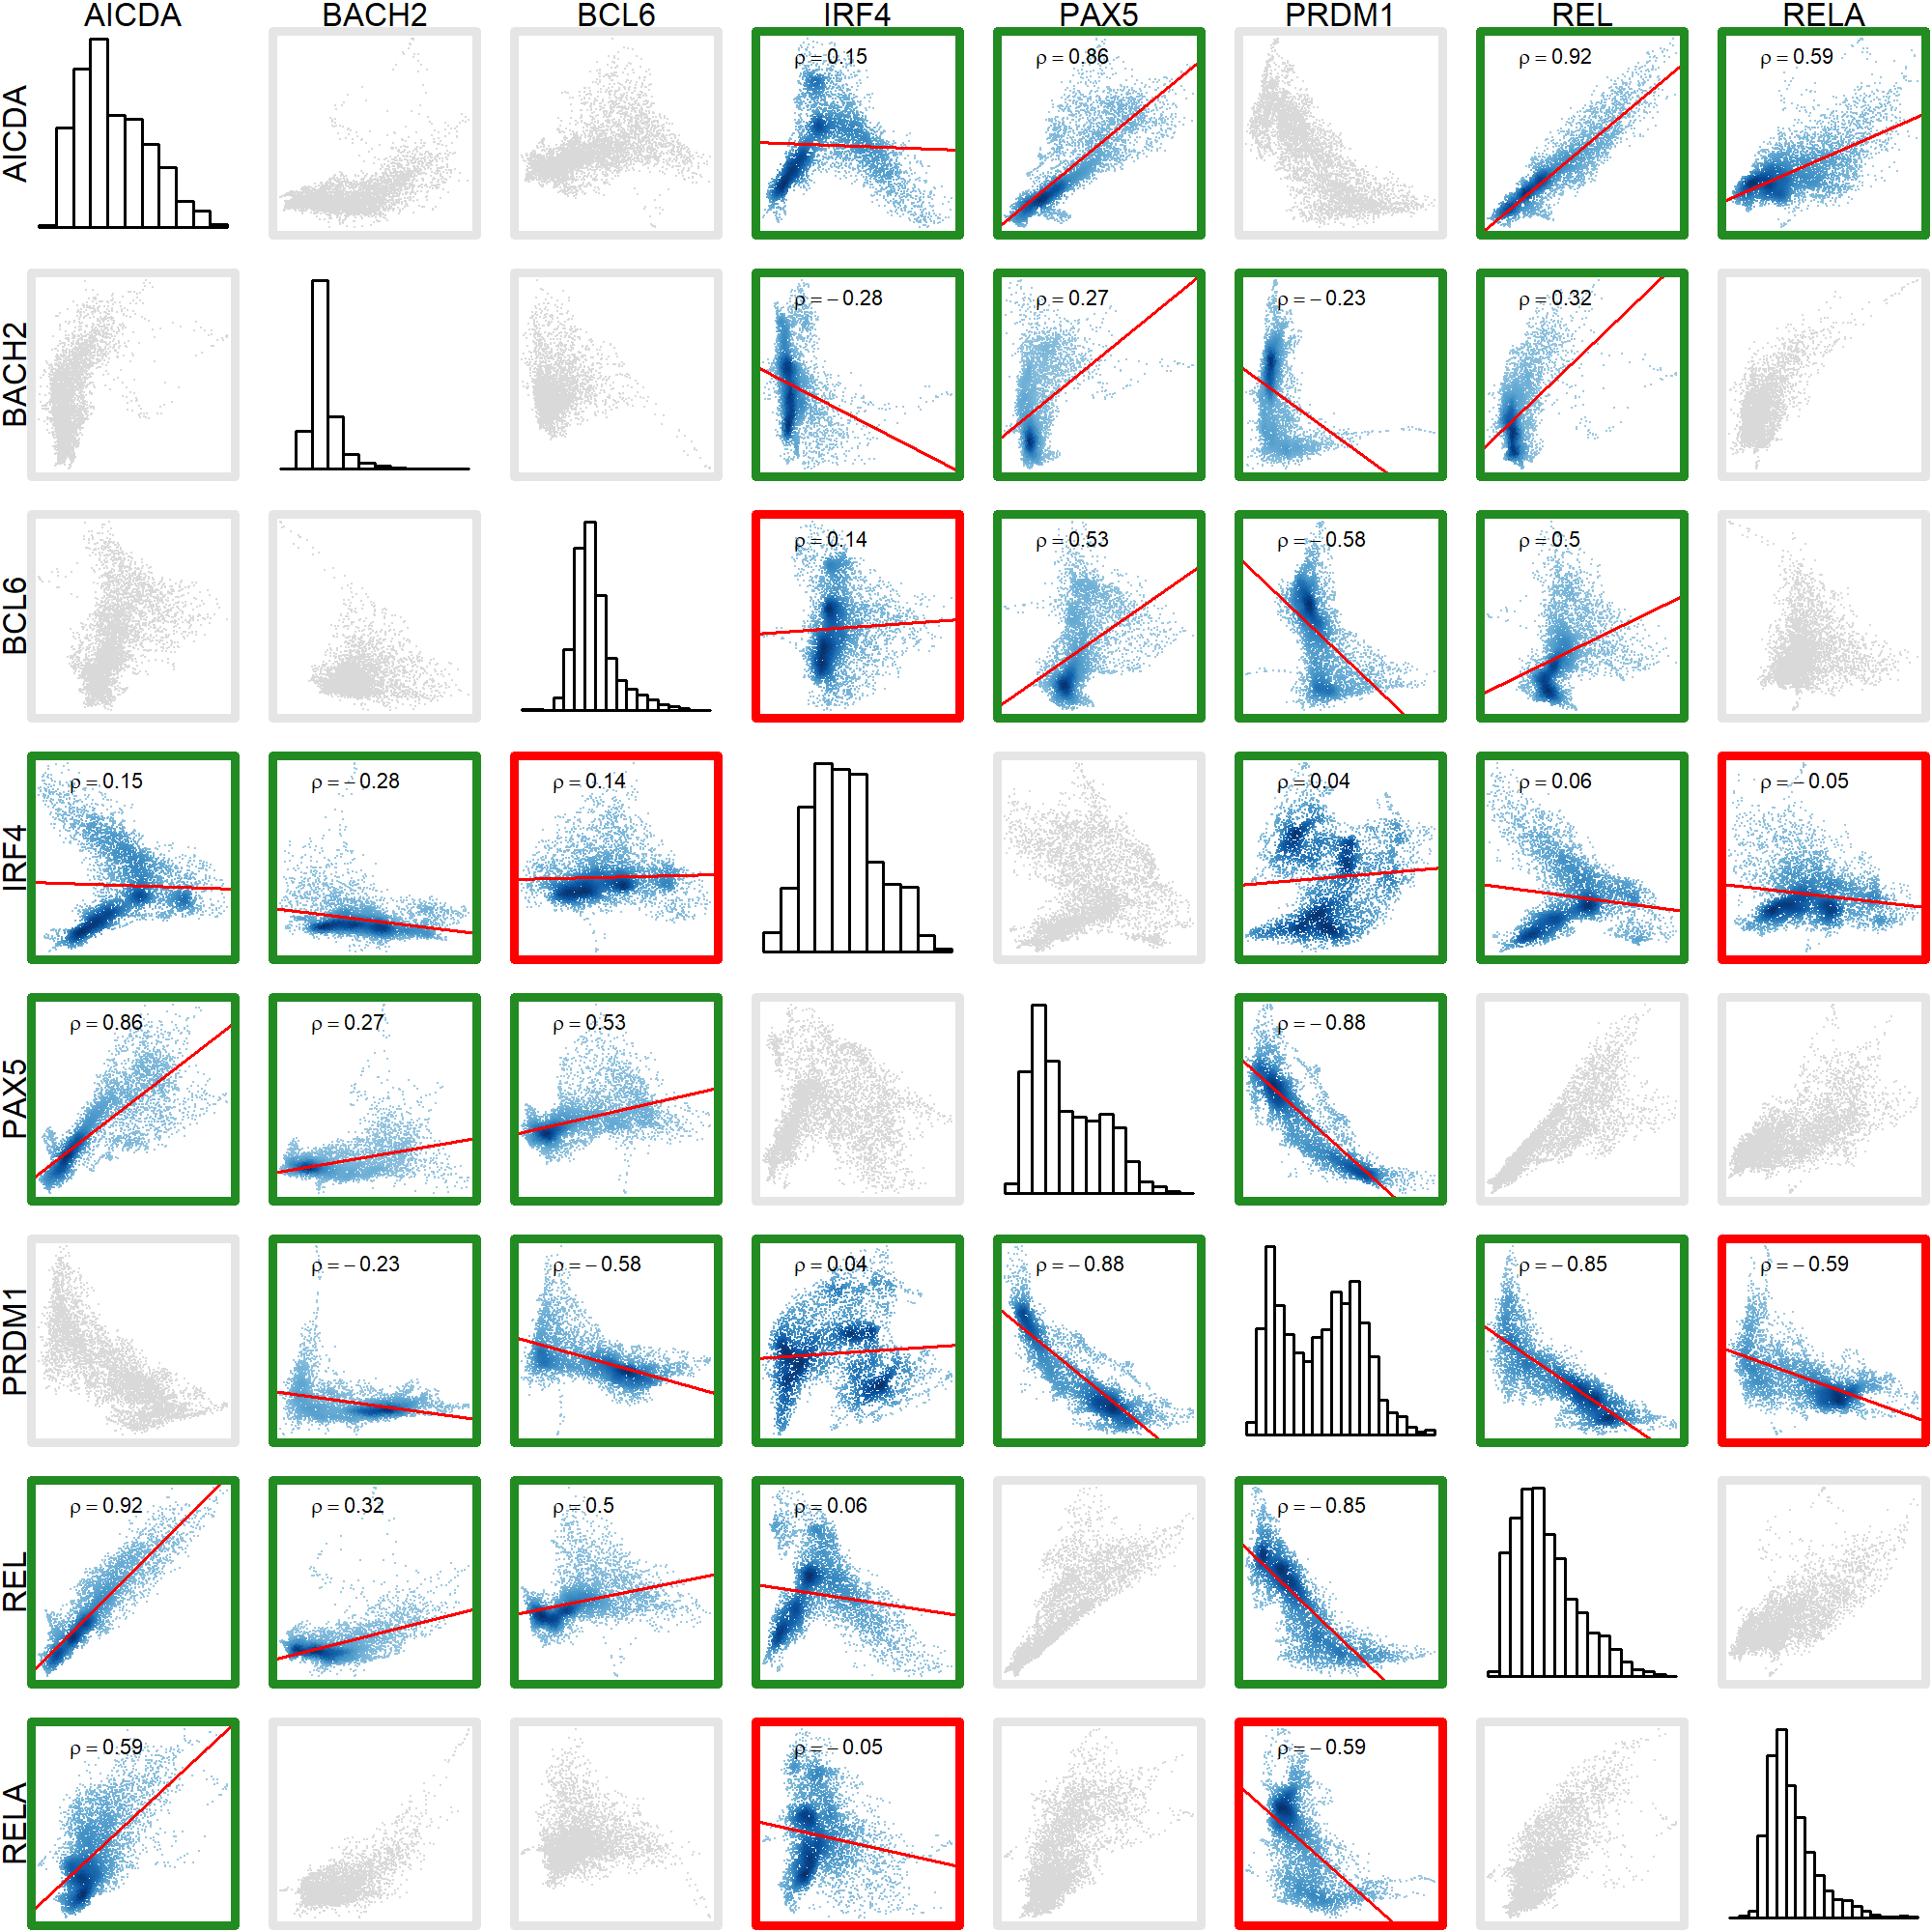 AICDA BACH2 BCL6 IRF4 PAX5 PRDM1 REL RELA
AICDA
ρ = 0.15 ρ = 0.86 ρ = 0.92 ρ = 0.59
BACH2
ρ = − 0.28 ρ = 0.27 ρ = − 0.23 ρ = 0.32
BCL6
ρ = 0.14 ρ = 0.53 ρ = − 0.58 ρ = 0.5
IRF4
ρ = 0.15 ρ = − 0.28 ρ = 0.14 ρ = 0.04 ρ = 0.06 ρ = − 0.05
PAX5
ρ = 0.86 ρ = 0.27 ρ = 0.53 ρ = − 0.88
PRDM1
ρ = − 0.23 ρ = − 0.58 ρ = 0.04 ρ = − 0.88 ρ = − 0.85 ρ = − 0.59
REL
ρ = 0.92 ρ = 0.32 ρ = 0.5 ρ = 0.06 ρ = − 0.85
RELA
ρ = 0.59 ρ = − 0.05 ρ = − 0.59